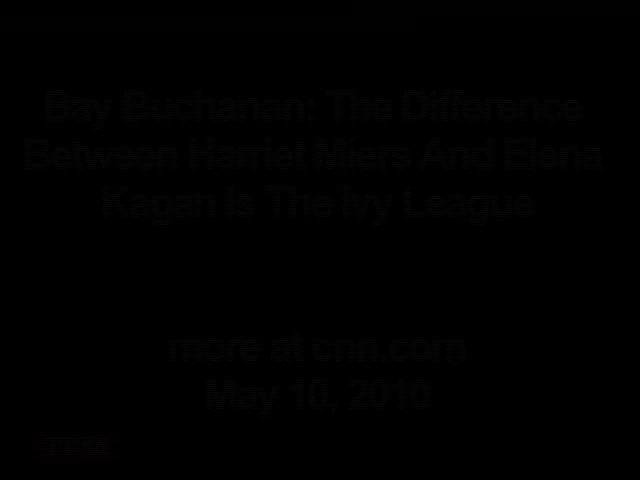 Bay Buchanan: The Difference
Between Harriet Miers And Elena
Kagan Is The Ivy League
more at cnn.com
May 10, 2010